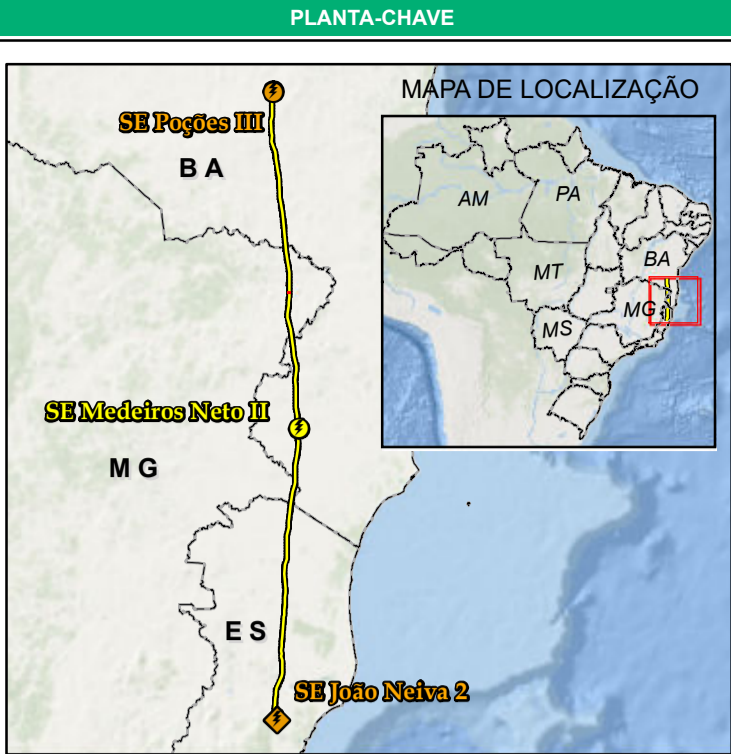 PLANTA-CHAVE
MAPA DE LOCALIZAÇÃO
SE Poções III
B A
AM
PA
BA
MT
MG
MS
SE Medeiros Neto II
M G
E S
SE João Neiva 2